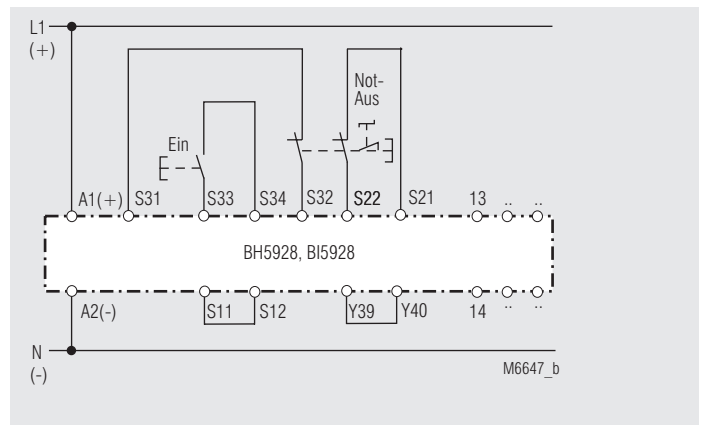 L1
(+)
Not-
Aus
Ein
A1(+) S31 S33 S34 S32 S22 S21 13 .. ..
BH5928, BI5928
A2(-) S11 S12 Y39 Y40 14 .. ..
N
(-)
M6647_b